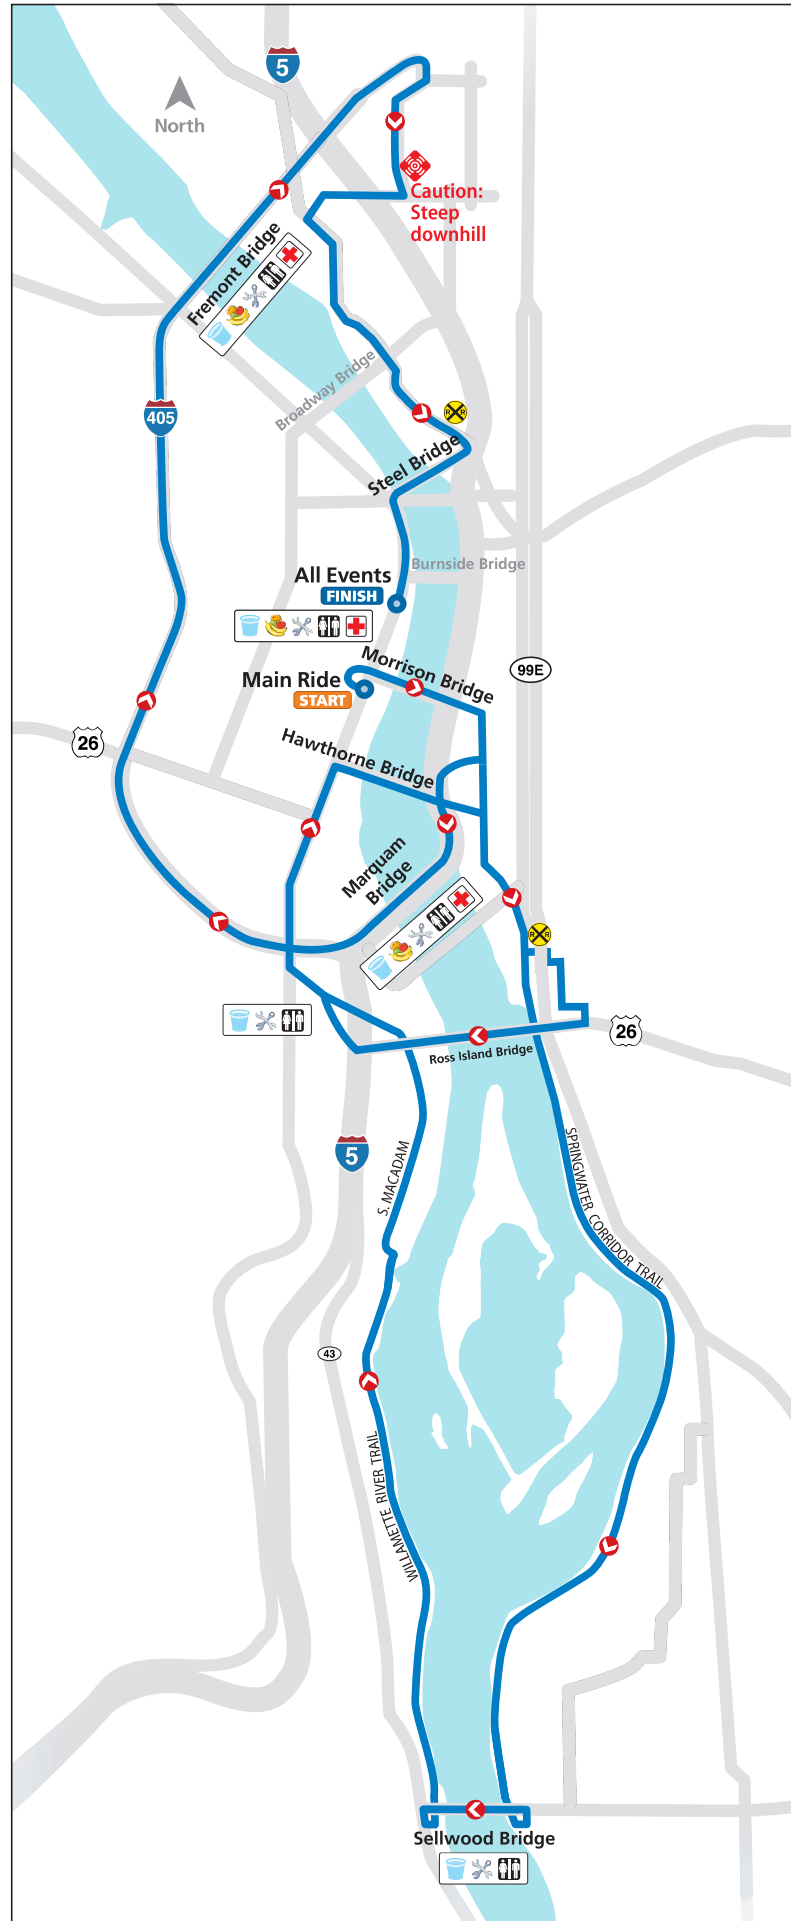 5
North
Caution:
Steep
downhill
Fremont Bridge
Broadway Bridge
405
R R
Steel Bridge
Burnside Bridge
All Events
FINISH
Morrison Bridge
99E
Main Ride
START
26
Hawthorne Bridge
Marquam
Bridge
R R
26
Ross Island Bridge
5
S. MACADAM
SPRINGWATER CORRIDOR TRAIL
43
WILLAMETTE RIVER TRAIL
Sellwood Bridge